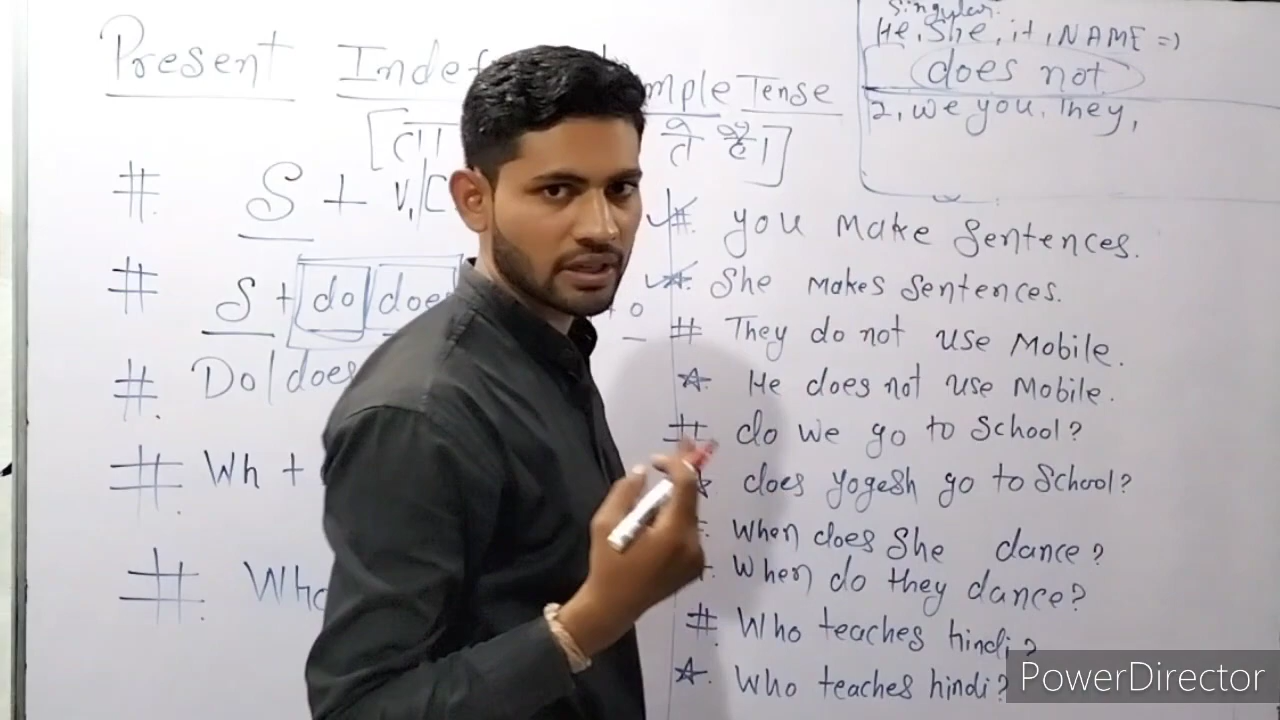 Present Indef mple Tense
[ता ते हैं।]
# S + V1
# S + do does + o
#. Do/does
#. Wh +
#. Who
Singular.
He, She, it, NAME =>
does not
2, we you, They,
#. you make sentences.
She makes sentences.
# They do not use Mobile.
☆. He does not use Mobile.
# do we go to School?
does yogesh go to School?
When does She dance?
When do they dance?
#. Who teaches hindi?
☆. Who teaches hindi?
PowerDirector